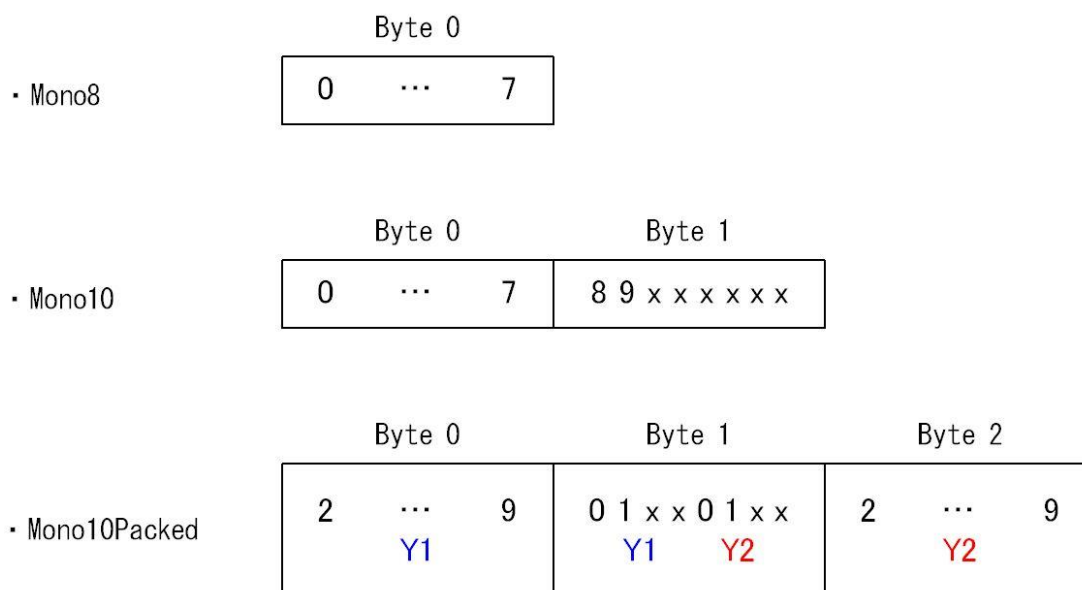 Byte 0
・Mono8 0 … 7
Byte 0 Byte 1
・Mono10 0 … 7 8 9 x x x x x x
Byte 0 Byte 1 Byte 2
2 … 9 0 1 x x 0 1 x x 2 … 9
・Mono10Packed
Y1 Y1 Y2 Y2